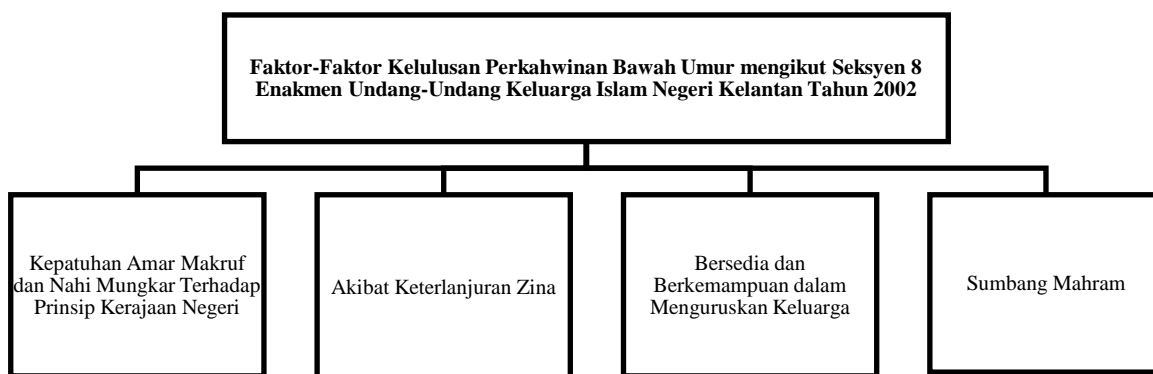 Faktor-Faktor Kelulusan Perkahwinan Bawah Umur mengikut Seksyen 8
Enakmen Undang-Undang Keluarga Islam Negeri Kelantan Tahun 2002
Kepatuhan Amar Makruf
dan Nahi Mungkar Terhadap
Prinsip Kerajaan Negeri
Akibat Keterlanjuran Zina
Bersedia dan
Berkemampuan dalam
Menguruskan Keluarga
Sumbang Mahram